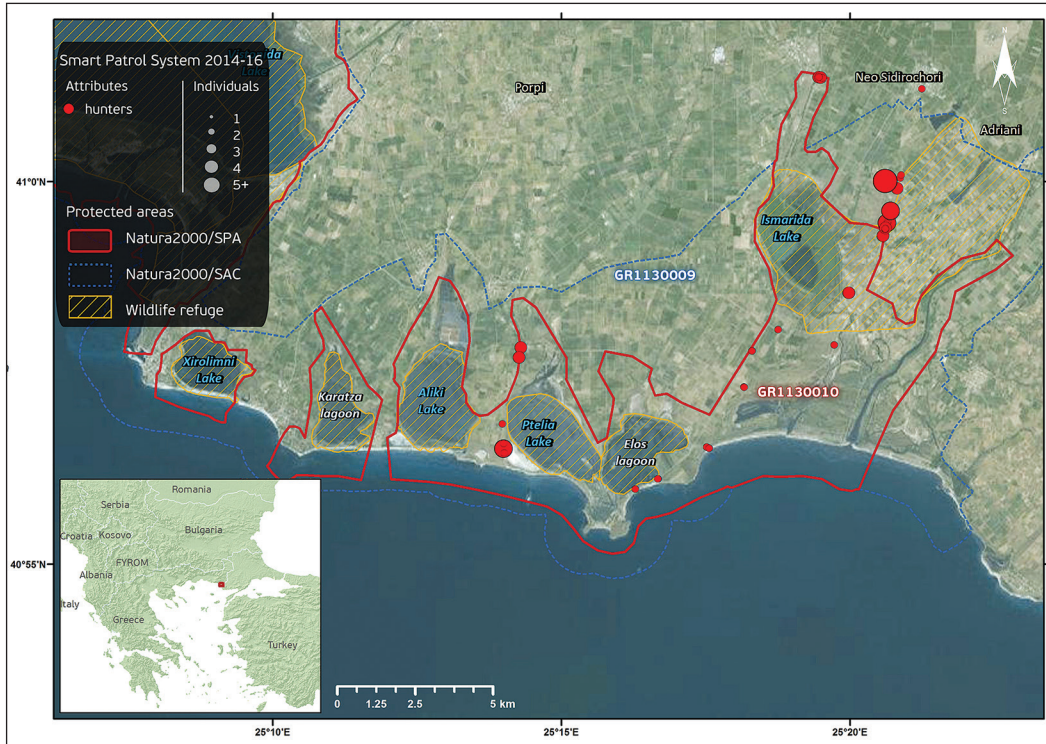 Smart Patrol System 2014-16
Attributes
Individuals
hunters
1
2
3
4
5+
Protected areas
Natura2000/SPA
Natura2000/SAC
Wildlife refuge
Lake
Porpi
Neo Sidirochori
Adriani
N
S
41°0'N
Ismarida
Lake
GR1130009
Xirolimni
Lake
Karatza
lagoon
Aliki
Lake
Ptelia
Lake
Elos
lagoon
GR1130010
40°55'N
Romania
Serbia
Croatia
Kosovo
Bulgaria
FYROM
Albania
Italy
Greece
Turkey
0
1.25
2.5
5 km
25°10'E
25°15'E
25°20'E